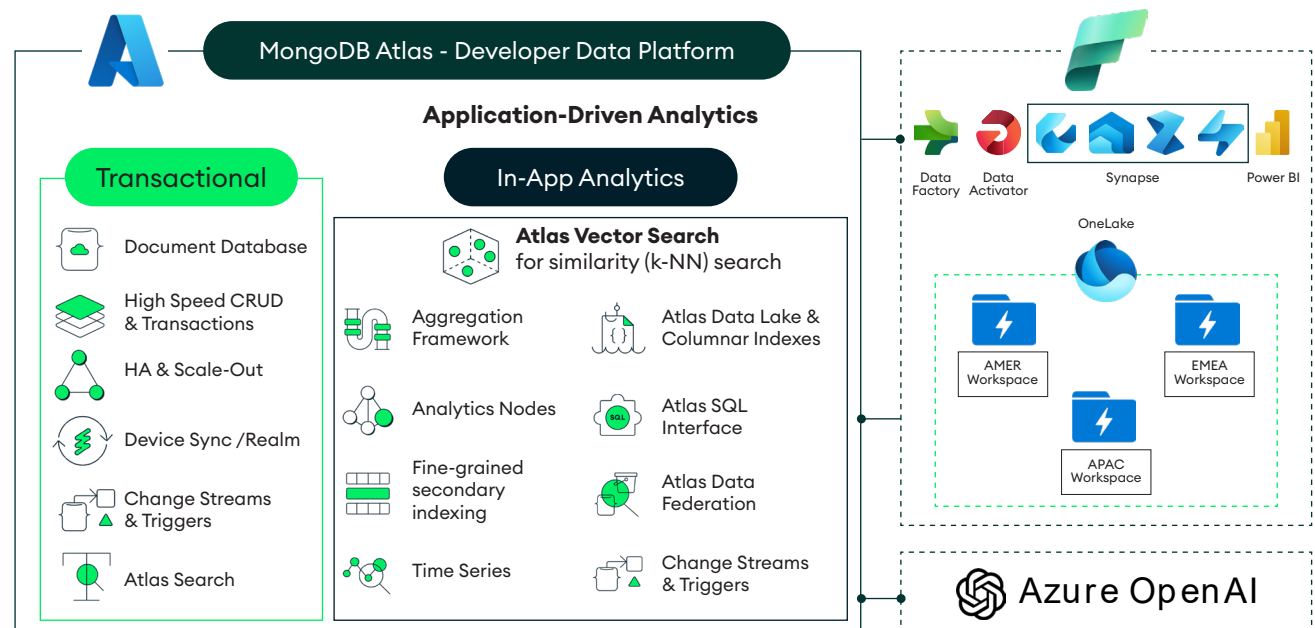 MongoDB Atlas - Developer Data Platform
Application-Driven Analytics
Transactional
Document Database
High Speed CRUD
& Transactions
HA & Scale-Out
Device Sync /Realm
Change Streams
& Triggers
Atlas Search
In-App Analytics
Atlas Vector Search
for similarity (k-NN) search
Aggregation
Framework
Analytics Nodes
Fine-grained
secondary
indexing
Time Series
{ }
Atlas Data Lake &
Columnar Indexes
SQL
Atlas SQL
Interface
Atlas Data
Federation
Change Streams
& Triggers
Data
Factory
Data
Activator
Synapse
Power BI
OneLake
AMER
Workspace
EMEA
Workspace
APAC
Workspace
Azure OpenAI